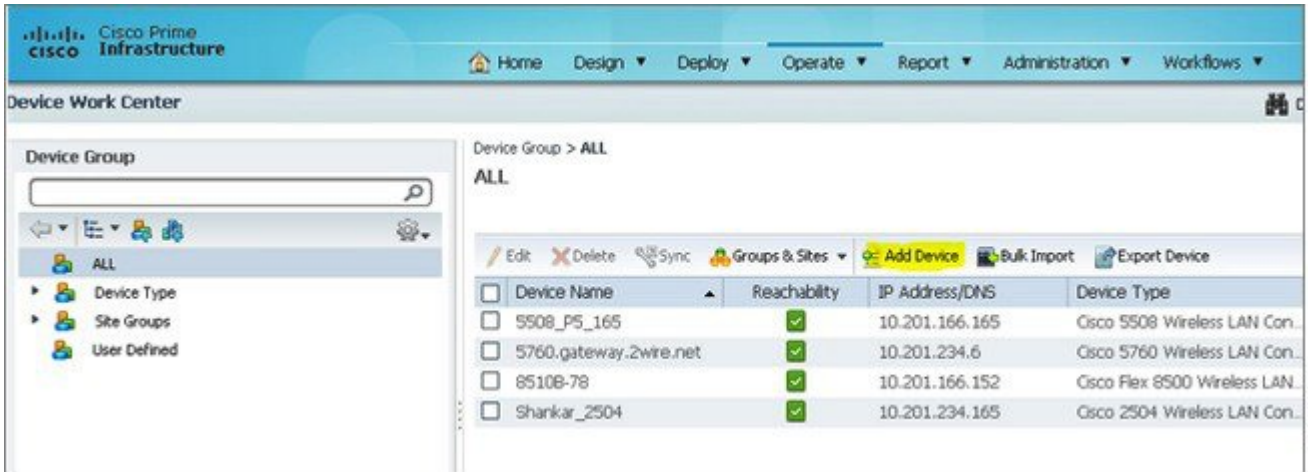 Cisco Prime
CISCO Infrastructure
Home Design Deploy Operate Report Administration Workflows
Device Work Center
Device Group
ALL
Device Type
Site Groups
User Defined
Device Group > ALL
ALL
Edit Delete Sync Groups & Sites Add Device Bulk Import Export Device
Device Name Reachability IP Address/DNS Device Type
5508_P5_165 10.201.166.165 Cisco 5508 Wireless LAN Con...
5760.gateway.2wire.net 10.201.234.6 Cisco 5760 Wireless LAN Con...
8510B-78 10.201.166.152 Cisco Flex 8500 Wireless LAN...
Shankar_2504 10.201.234.165 Cisco 2504 Wireless LAN Con...